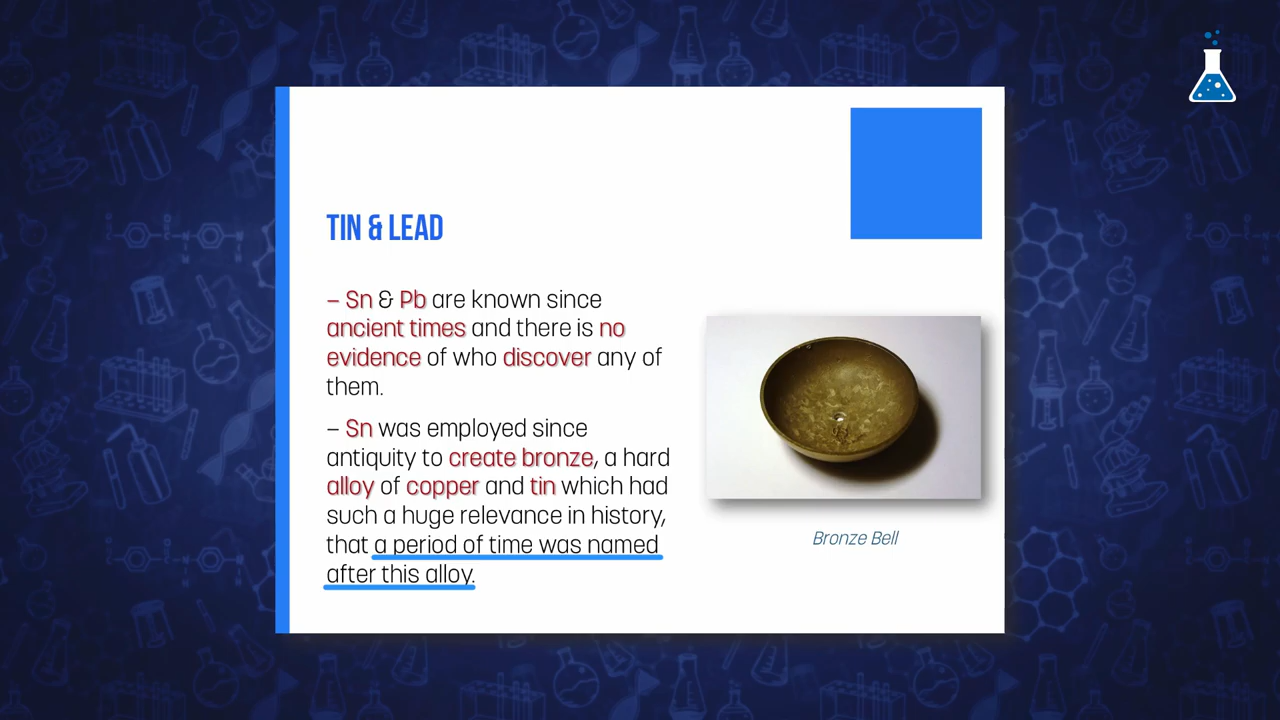 TIN & LEAD
– Sn & Pb are known since
ancient times and there is no
evidence of who discover any of
them.
– Sn was employed since
antiquity to create bronze, a hard
alloy of copper and tin which had
such a huge relevance in history,
that a period of time was named
after this alloy.
Bronze Bell